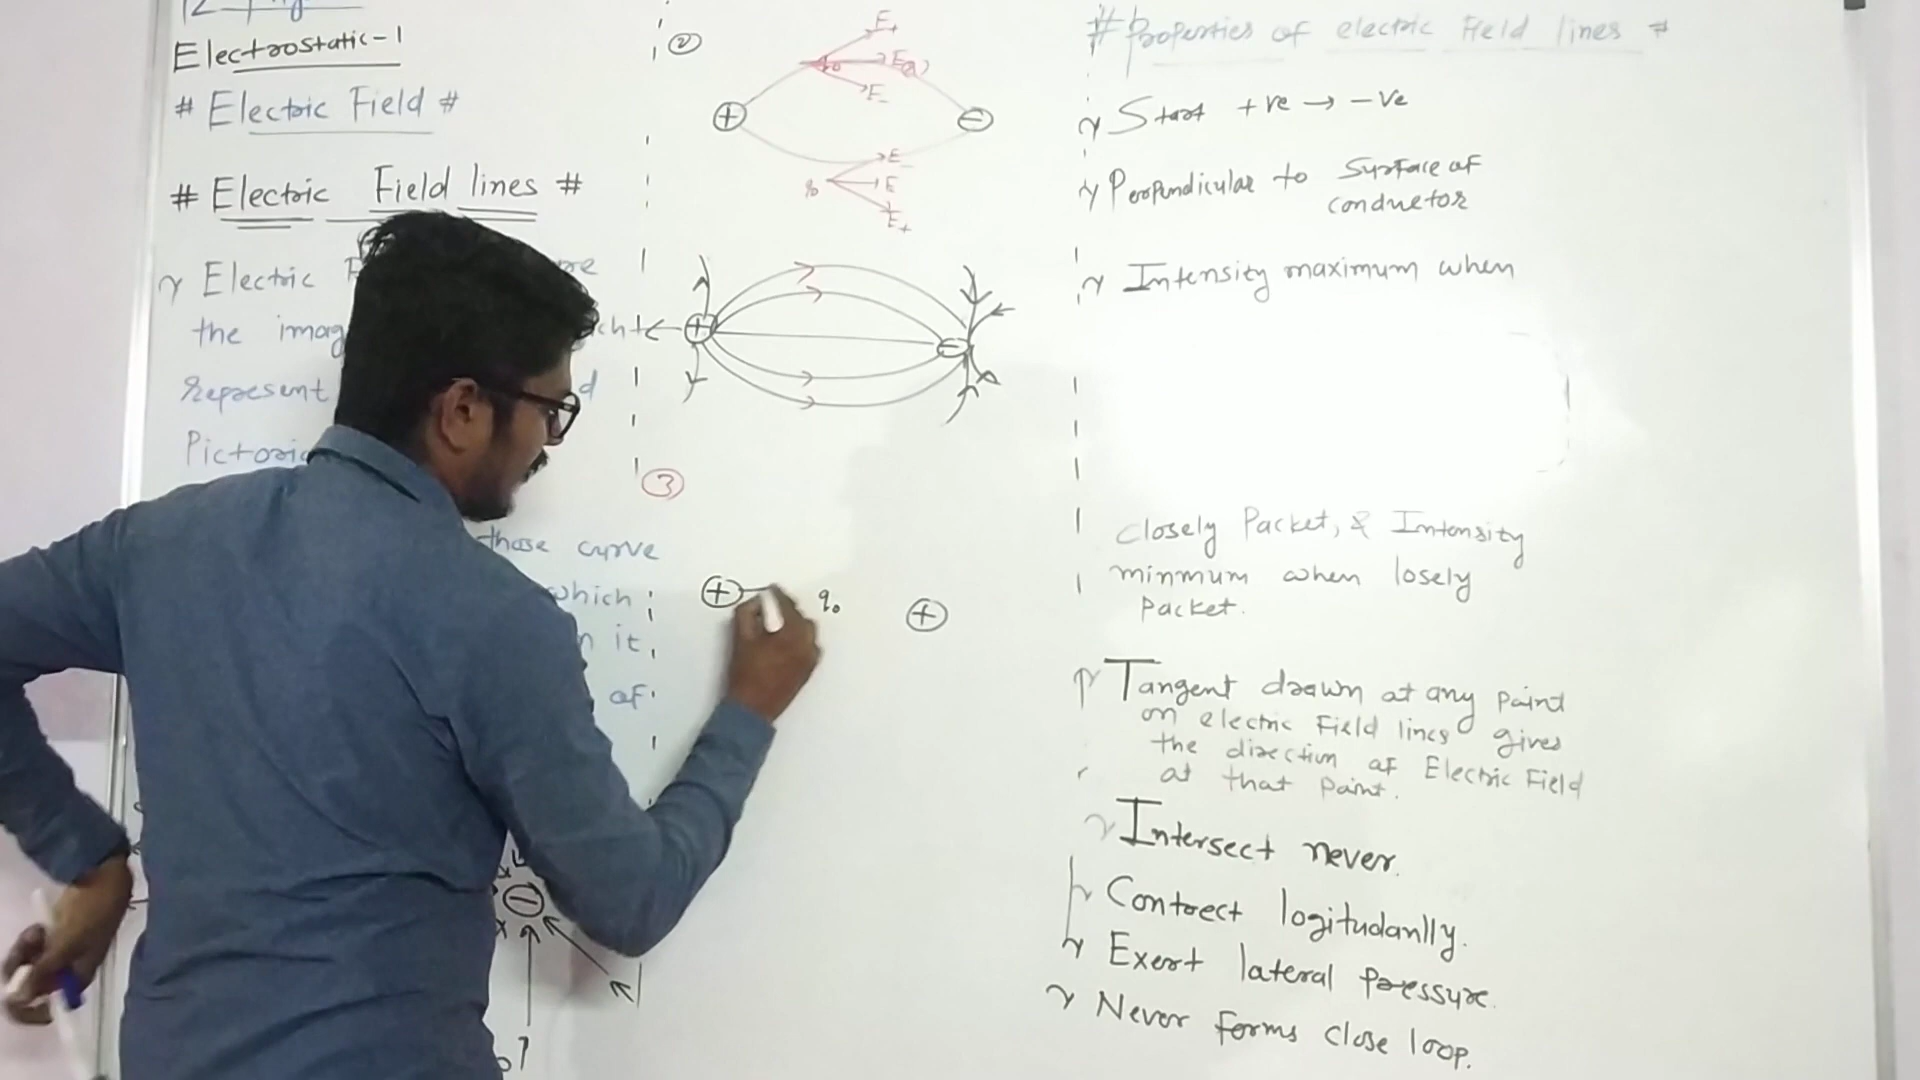 Electrostatic-1
# Electric Field #
# Electric Field lines #
Electric
the
represent
those curve
which
it
of
②
E+
E
E-
q0
+
-
E-
E
E+
q0
+
-
③
+
q0
+
-
# Properties of electric Field lines #
Start +ve → -ve
Perpendicular to Surface of
conductor
Intensity maximum when
Closely Packet, & Intensity
minmum when losely
Packet.
Tangent drawn at any Point
on electric Field lines gives
the direction of Electric Field
at that Point.
Intersect never.
Contrect logitudanlly.
Exert lateral Pressure.
Never Forms close loop.